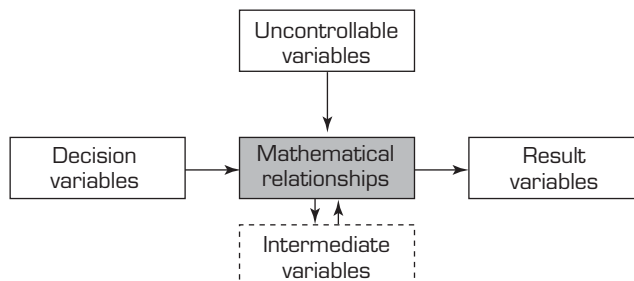 Uncontrollable
variables
Decision
variables
Mathematical
relationships
Result
variables
Intermediate
variables